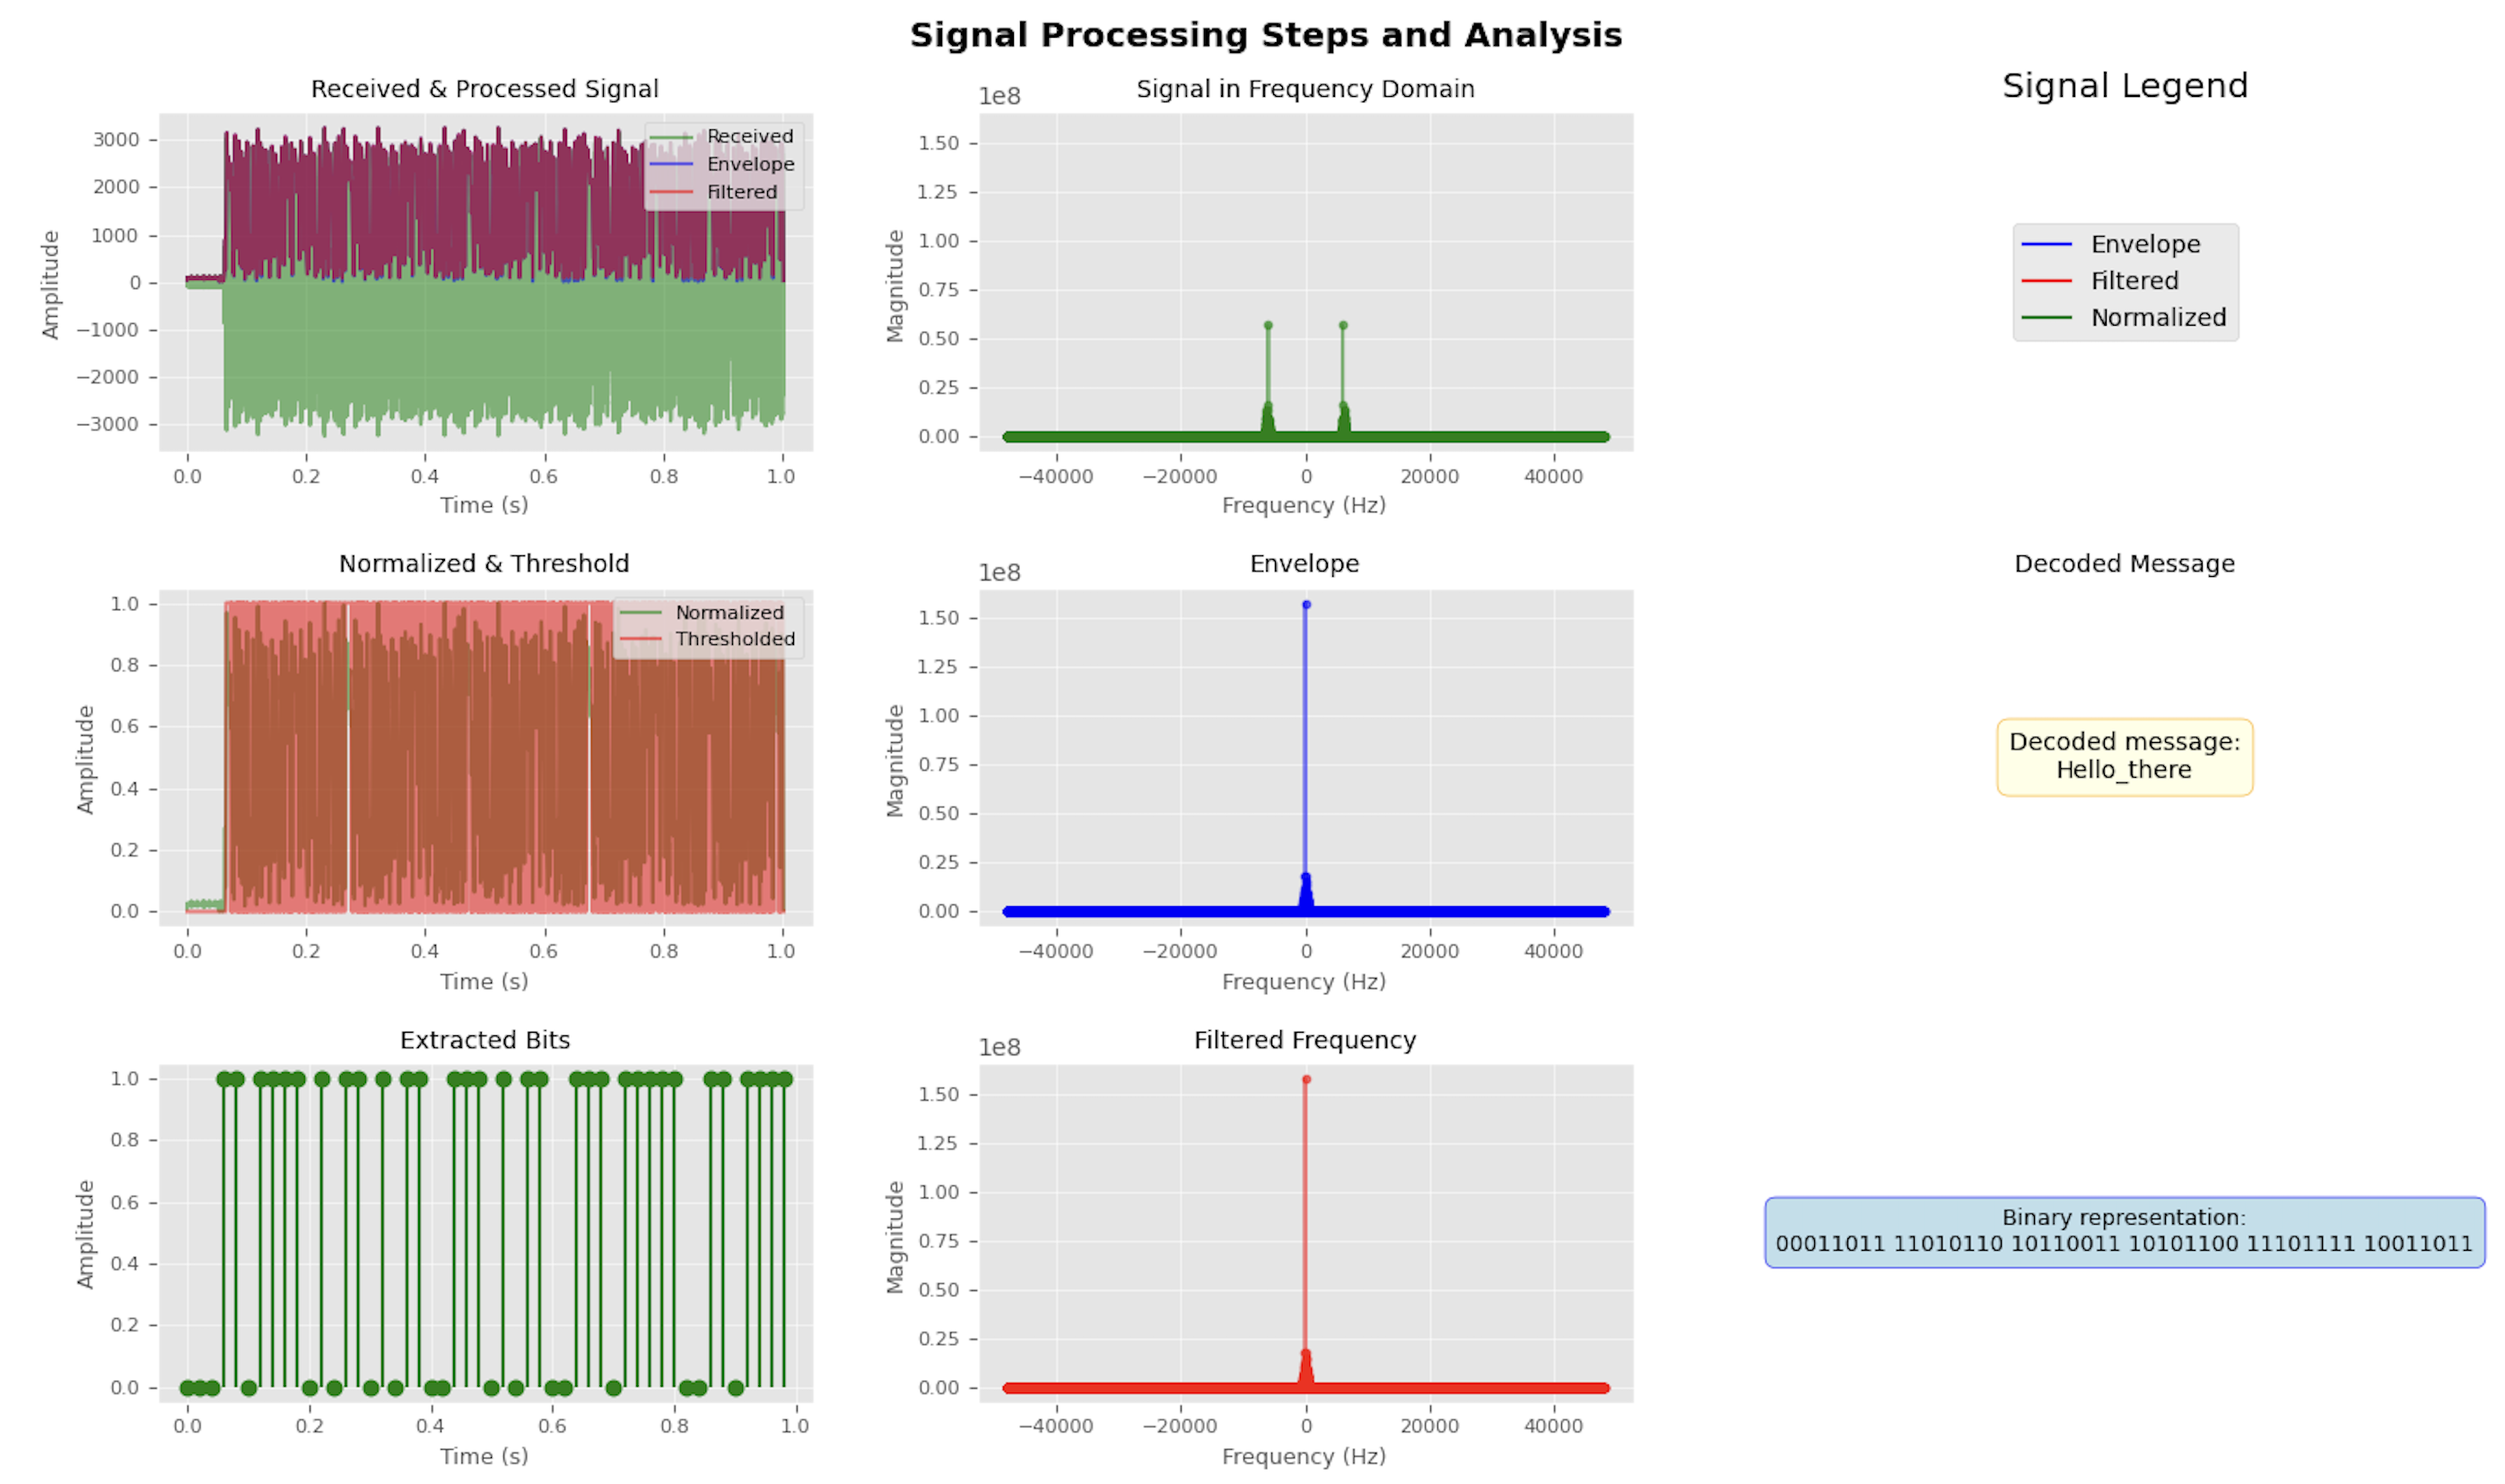 Signal Processing Steps and Analysis
Received & Processed Signal
3000
2000
1000
0
−1000
−2000
−3000
Amplitude
Received
Envelope
Filtered
0.0 0.2 0.4 0.6 0.8 1.0
Time (s)
Signal in Frequency Domain
1e8
1.50
1.25
1.00
0.75
0.50
0.25
0.00
Magnitude
−40000 −20000 0 20000 40000
Frequency (Hz)
Signal Legend
Envelope
Filtered
Normalized
Normalized & Threshold
1.0
0.8
0.6
0.4
0.2
0.0
Amplitude
Normalized
Thresholded
0.0 0.2 0.4 0.6 0.8 1.0
Time (s)
Envelope
1e8
1.50
1.25
1.00
0.75
0.50
0.25
0.00
Magnitude
−40000 −20000 0 20000 40000
Frequency (Hz)
Decoded Message
Decoded message:
Hello_there
Extracted Bits
1.0
0.8
0.6
0.4
0.2
0.0
Amplitude
0.0 0.2 0.4 0.6 0.8 1.0
Time (s)
Filtered Frequency
1e8
1.50
1.25
1.00
0.75
0.50
0.25
0.00
Magnitude
−40000 −20000 0 20000 40000
Frequency (Hz)
Binary representation:
00011011 11010110 10110011 10101100 11101111 10011011